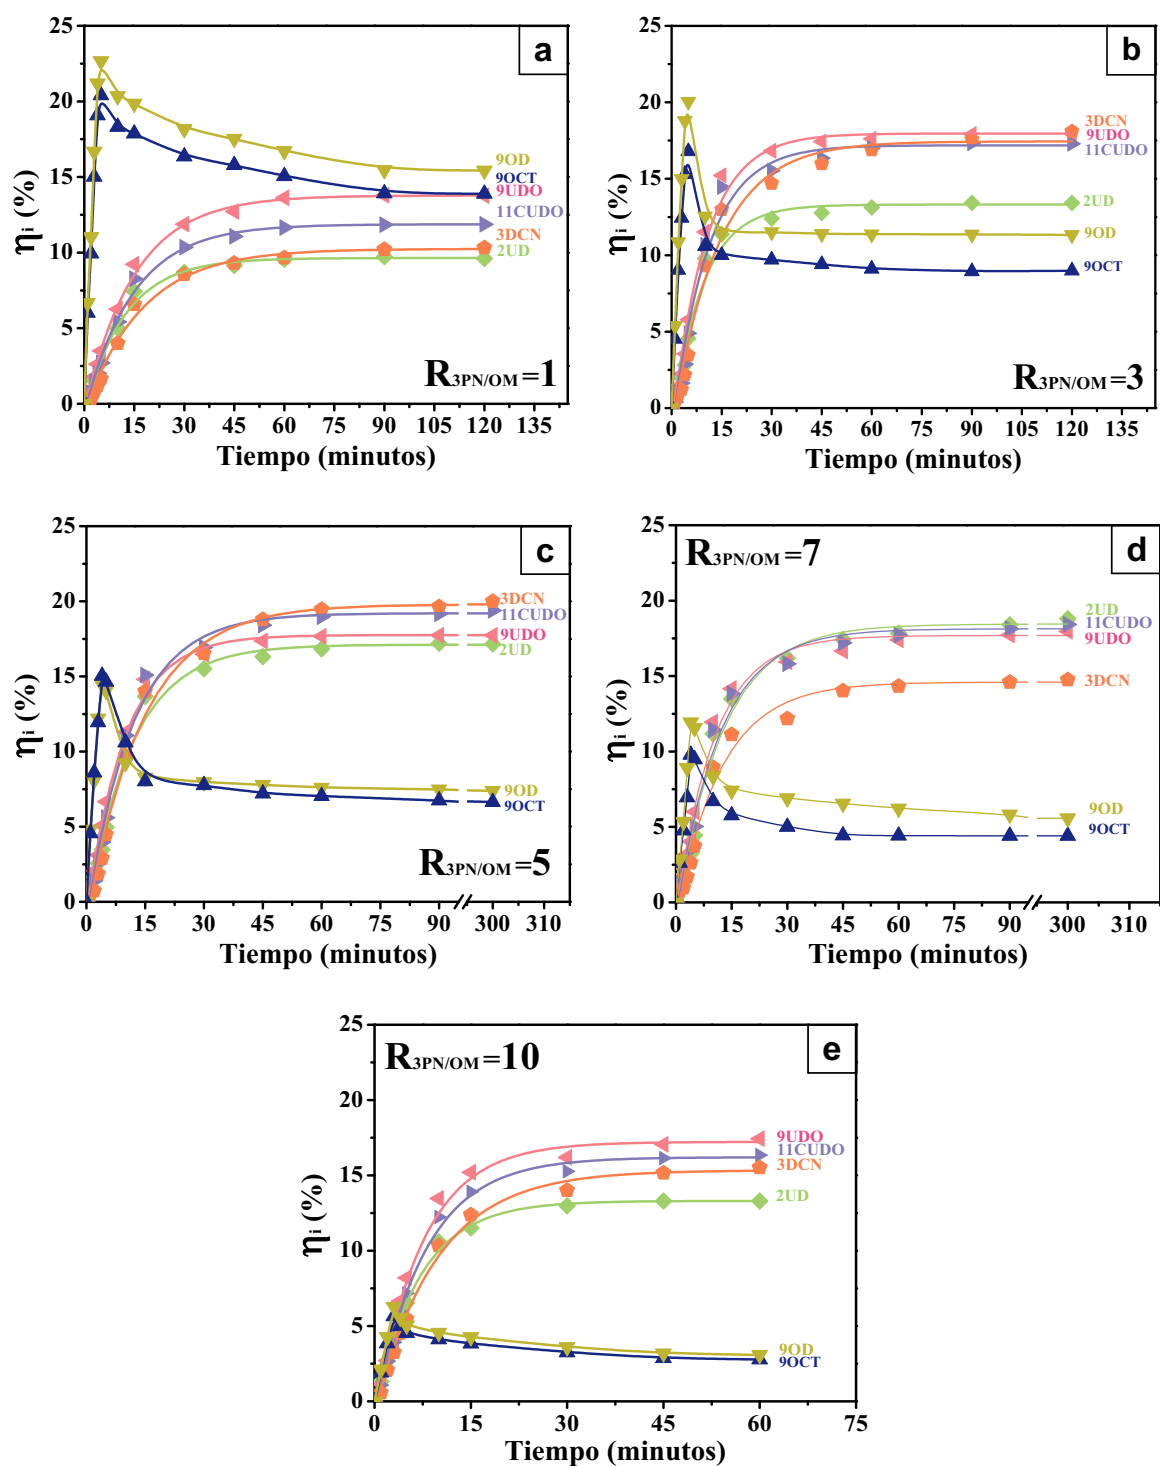 a
25
20
15
10
5
0
ηi (%)
9OD
9OCT
9UDO
11CUDO
3DCN
2UD
R3PN/OM=1
0 15 30 45 60 75 90 105 120 135
Tiempo (minutos)
b
25
20
15
10
5
0
ηi (%)
3DCN
9UDO
11CUDO
2UD
9OD
9OCT
R3PN/OM=3
0 15 30 45 60 75 90 105 120 135
Tiempo (minutos)
c
25
20
15
10
5
0
ηi (%)
3DCN
11CUDO
9UDO
2UD
9OD
9OCT
R3PN/OM=5
0 15 30 45 60 75 90 300 310
Tiempo (minutos)
R3PN/OM=7
d
25
20
15
10
5
0
ηi (%)
2UD
11CUDO
9UDO
3DCN
9OD
9OCT
0 15 30 45 60 75 90 300 310
Tiempo (minutos)
R3PN/OM=10
e
25
20
15
10
5
0
ηi (%)
9UDO
11CUDO
3DCN
2UD
9OD
9OCT
0 15 30 45 60 75
Tiempo (minutos)